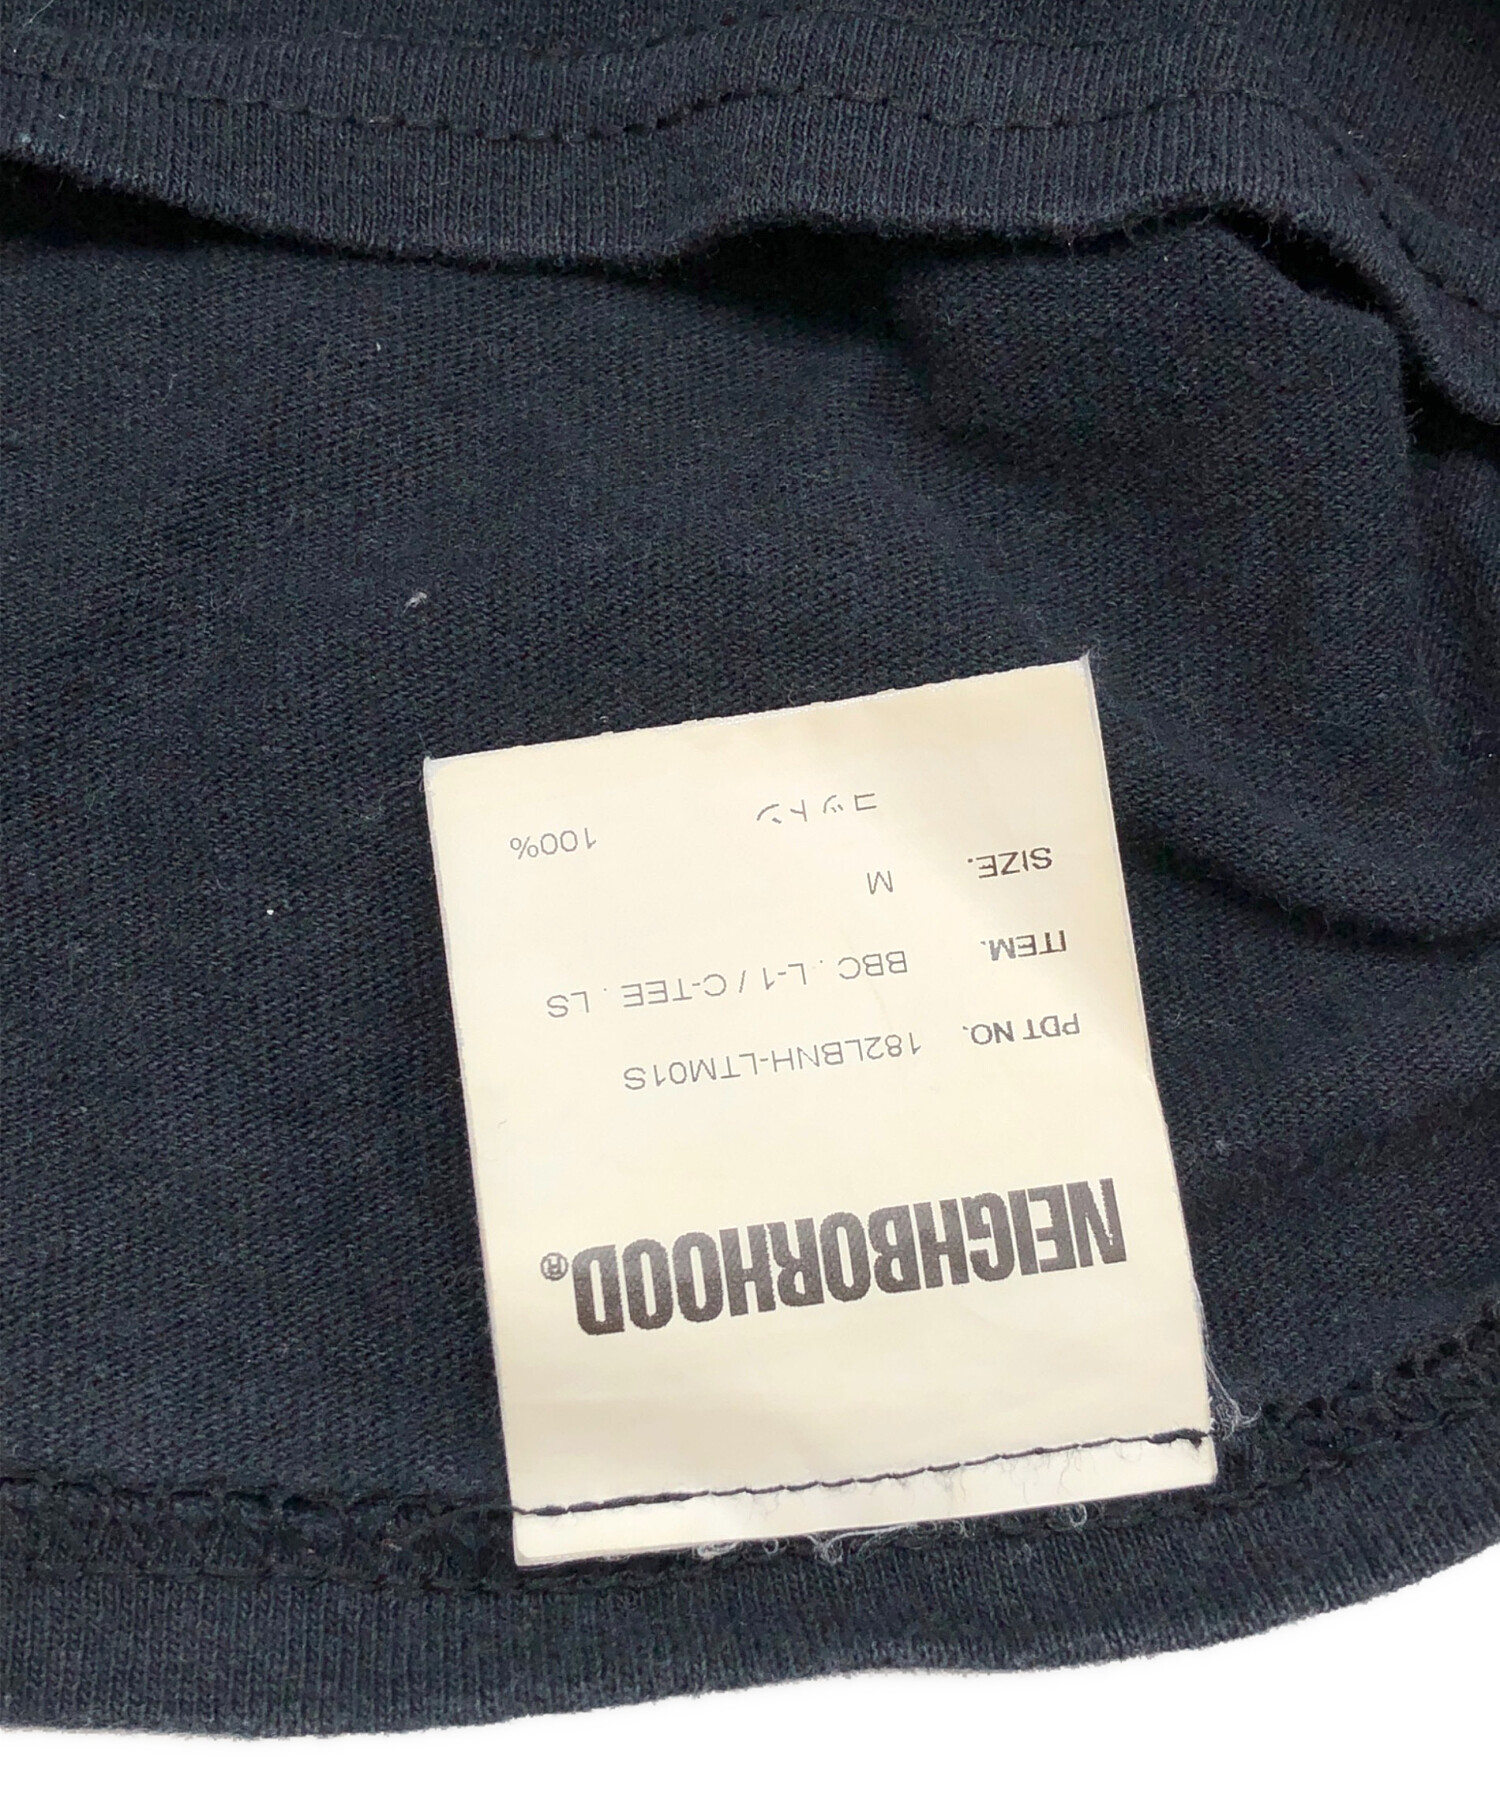 NEIGHBORHOOD®
PDT NO. 182LBNH-LTM01S
ITEM. BBC . L-1 / C-TEE . LS
SIZE. M
コットン 100%